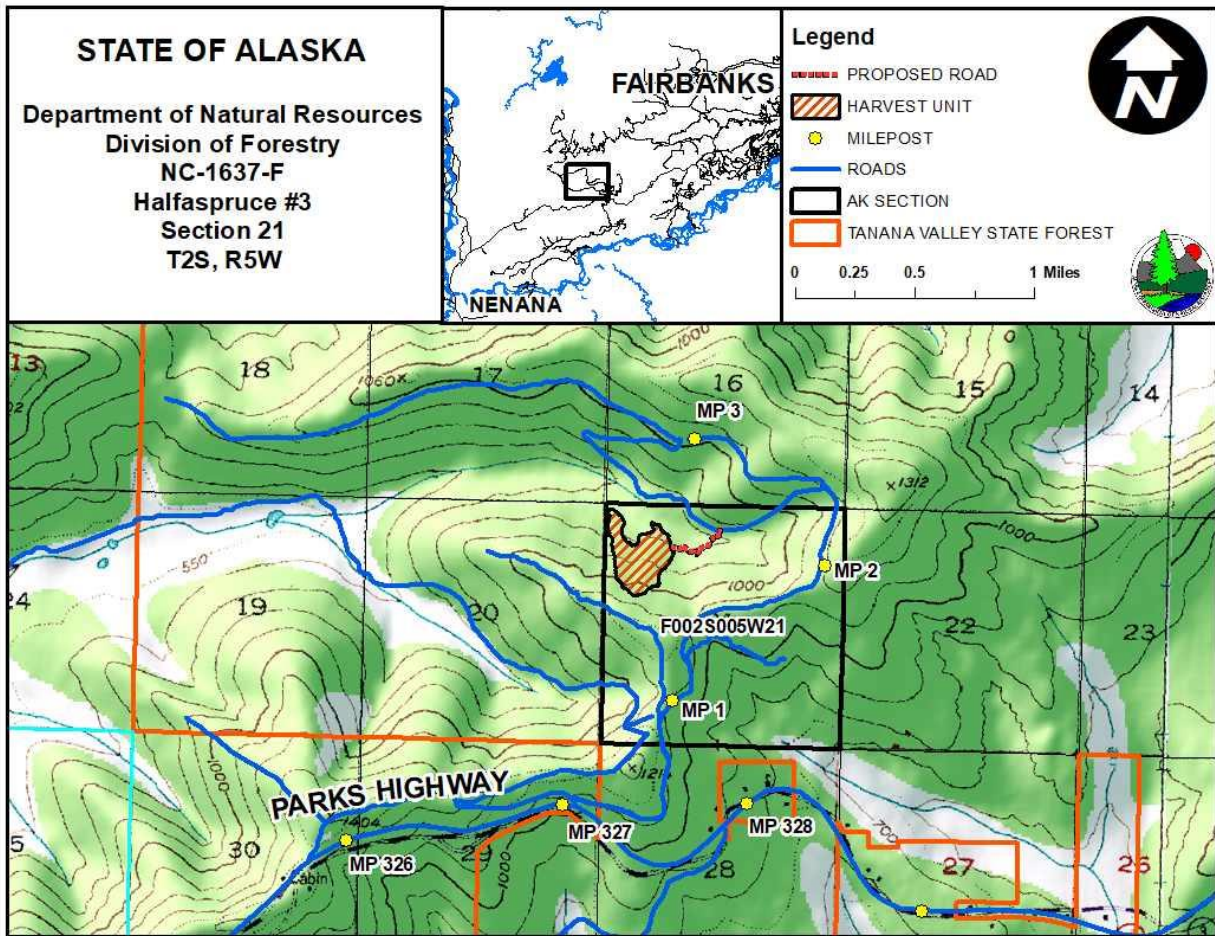 STATE OF ALASKA
Department of Natural Resources
Division of Forestry
NC-1637-F
Halfaspruce #3
Section 21
T2S, R5W
FAIRBANKS
NENANA
Legend
PROPOSED ROAD
HARVEST UNIT
MILEPOST
ROADS
AK SECTION
TANANA VALLEY STATE FOREST
0 0.25 0.5 1 Miles
N
13
18
1060
17
1000
16
15
14
MP 3
1312
1000
550
1000
MP 2
24
19
20
F002S005W21
22
23
MP 1
1000
PARKS HIGHWAY
1404
MP 327
MP 328
700
MP 326
30
Cabin
29
1000
28
27
26